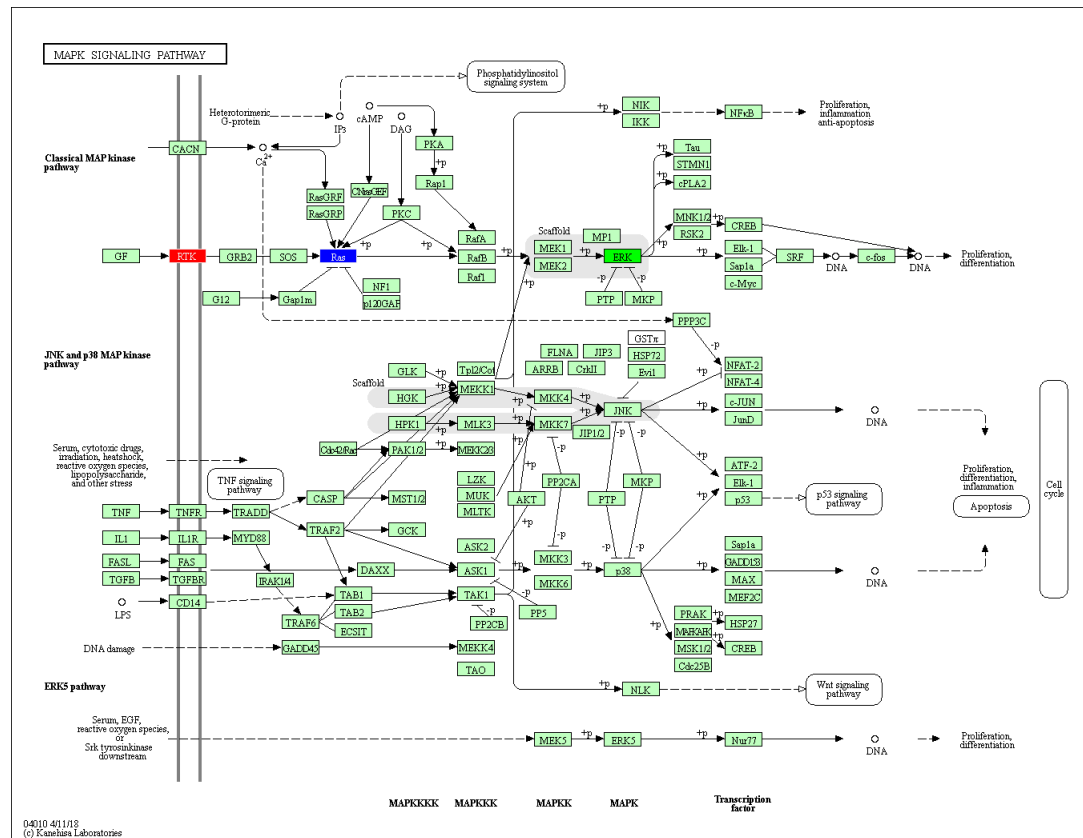 MAPK SIGNALING PATHWAY
Phosphatidylinositol
signaling system
Heterotorimeric
G-protein
IP3
cAMP
DAG
NIK
IKK
+p
NFκB
Proliferation,
inflammation
anti-apoptosis
Classical MAP kinase
pathway
CACN
Ca2+
PKA
+p
Rap1
RasGRF
RasGRP
CNrasGEF
PKC
Tau
STMN1
cPLA2
+p
+p
MNK1/2
RSK2
CREB
GF
RTK
GRB2
SOS
Ras
+p
+p
RafA
RafB
Raf1
+p
Scaffold
MEK1
MEK2
MP1
+p
ERK
+p
+p
Elk-1
Sap1a
c-Myc
SRF
DNA
c-fos
DNA
Proliferation,
differentiation
G12
Gap1m
NF1
p120GAP
-p
-p
PTP
MKP
+p
JNK and p38 MAP kinase
pathway
PPP3C
-p
GSTπ
HSP72
Evi1
FLNA
JIP3
ARRB
CrkII
NFAT-2
NFAT-4
c-JUN
JunD
+p
+p
DNA
GLK
HGK
HPK1
Scaffold
Tpl2/Cot
MEKK1
MLK3
MEKK2/3
MKK4
MKK7
JNK
JIP1/2
Cdc42/Rac
PAK1/2
Serum, cytotoxic drugs,
irradiation, heatshock,
reactive oxygen species,
lipopolysaccharide,
and other stress
TNF signaling
pathway
CASP
MST1/2
LZK
MUK
MLTK
AKT
PP2CA
PTP
MKP
ATF-2
Elk-1
p53
p53 signaling
pathway
Proliferation,
differentiation,
inflammation
Apoptosis
Cell
cycle
TNF
TNFR
TRADD
TRAF2
GCK
IL1
IL1R
MYD88
ASK2
ASK1
MKK3
MKK6
p38
FASL
FAS
DAXX
TGFB
TGFBR
IRAK1/4
TAB1
TAB2
ECSIT
TAK1
PP5
PP2CB
-p
LPS
CD14
TRAF6
Sap1a
GADD153
MAX
MEF2C
DNA
PRAK
MAPKAPK
MSK1/2
Cdc25B
HSP27
CREB
+p
+p
DNA damage
GADD45
MEKK4
TAO
ERK5 pathway
NLK
Wnt signaling
pathway
Serum, EGF,
reactive oxygen species,
or
Srk tyrosinkinase
downstream
MEK5
+p
ERK5
+p
Nur77
DNA
Proliferation,
differentiation
MAPKKKK
MAPKKK
MAPKK
MAPK
Transcription
factor
04010 4/11/18
(c) Kanehisa Laboratories